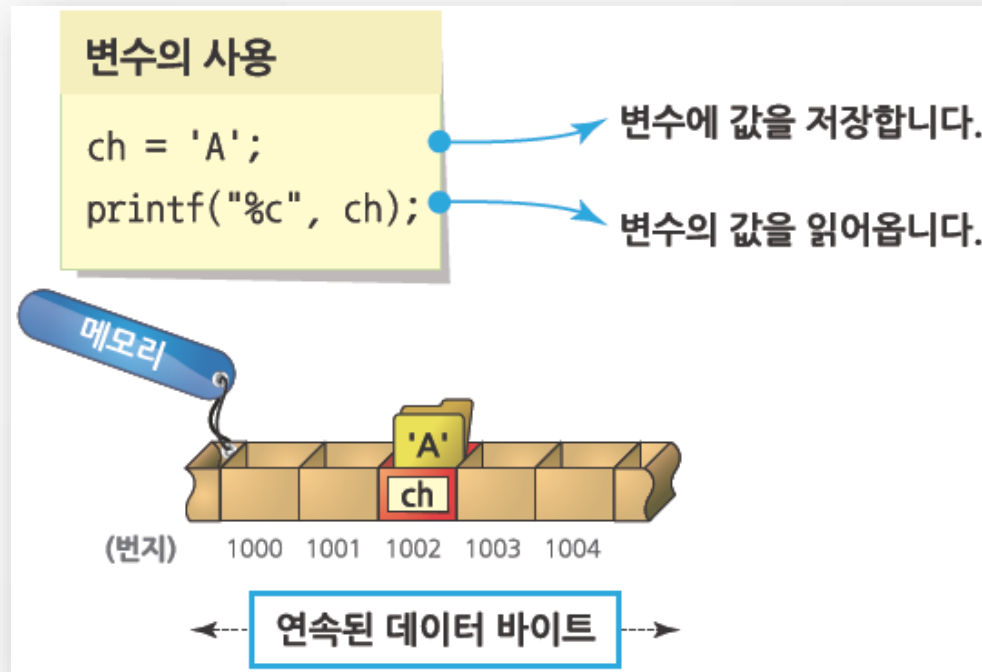 변수의 사용
ch = 'A';
printf("%c", ch);
변수에 값을 저장합니다.
변수의 값을 읽어옵니다.
메모리
'A'
ch
(번지) 1000 1001 1002 1003 1004
연속된 데이터 바이트